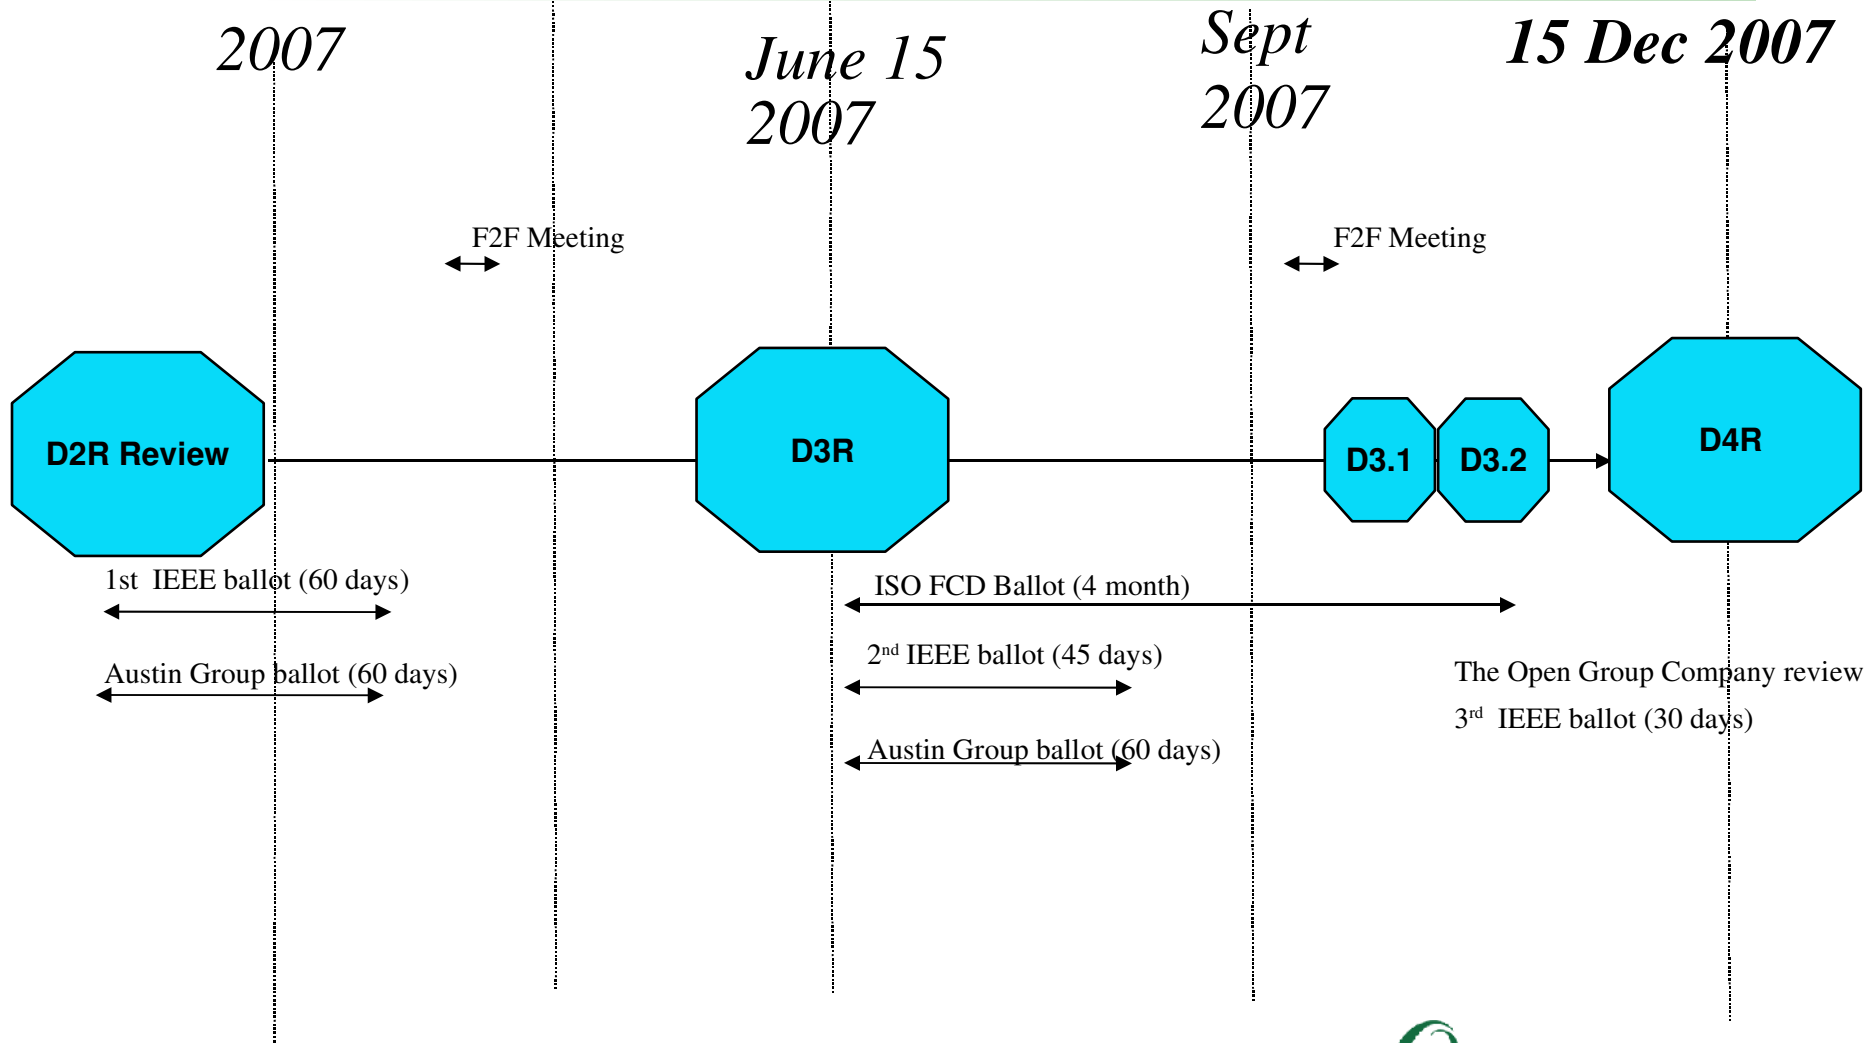 2007
June 15
2007
Sept
2007
15 Dec 2007
F2F Meeting
F2F Meeting
D2R Review
D3R
D3.1
D3.2
D4R
1st IEEE ballot (60 days)
Austin Group ballot (60 days)
ISO FCD Ballot (4 month)
2nd IEEE ballot (45 days)
Austin Group ballot (60 days)
The Open Group Company review
3rd IEEE ballot (30 days)